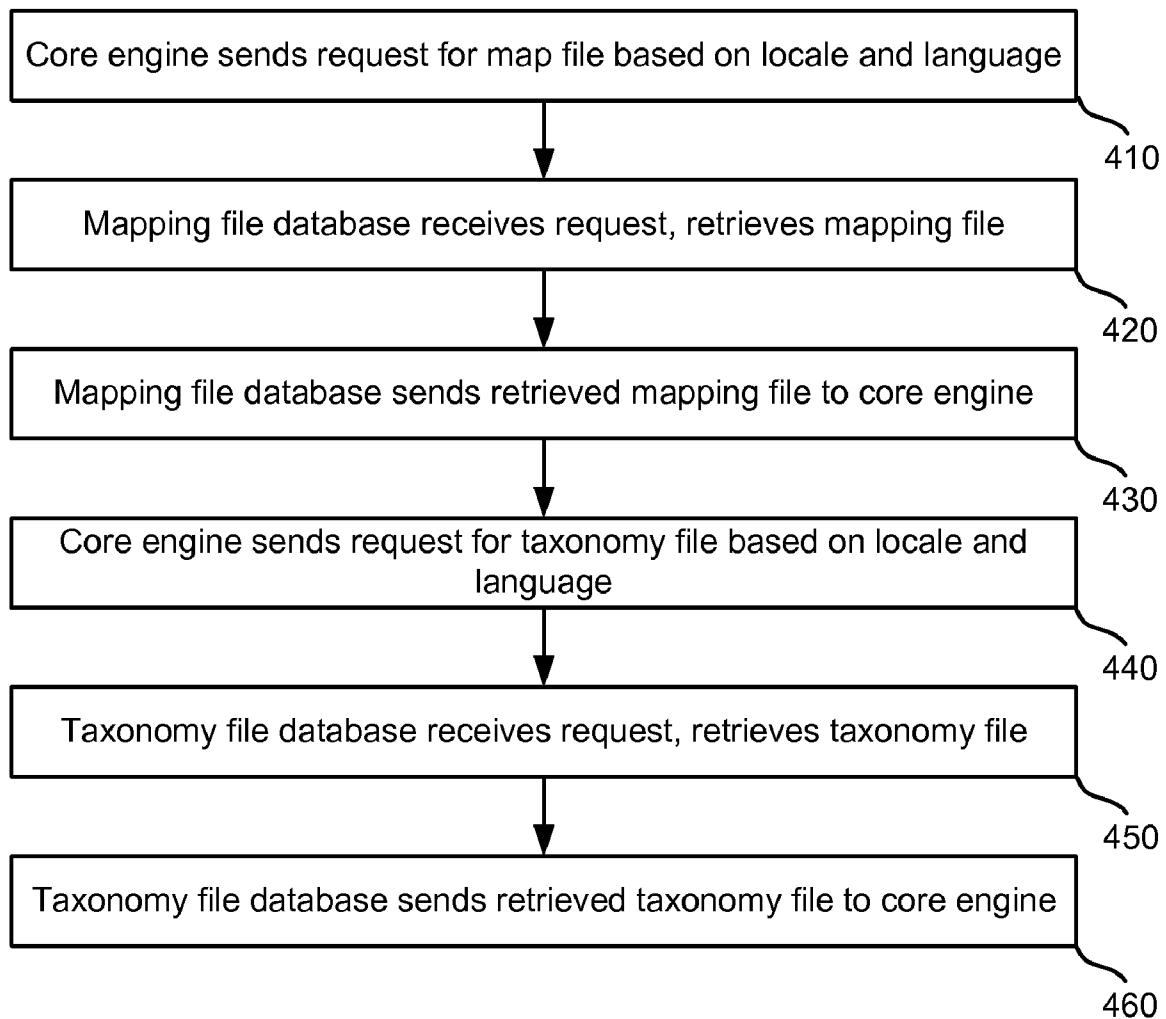 Core engine sends request for map file based on locale and language
410
Mapping file database receives request, retrieves mapping file
420
Mapping file database sends retrieved mapping file to core engine
430
Core engine sends request for taxonomy file based on locale and
language
440
Taxonomy file database receives request, retrieves taxonomy file
450
Taxonomy file database sends retrieved taxonomy file to core engine
460